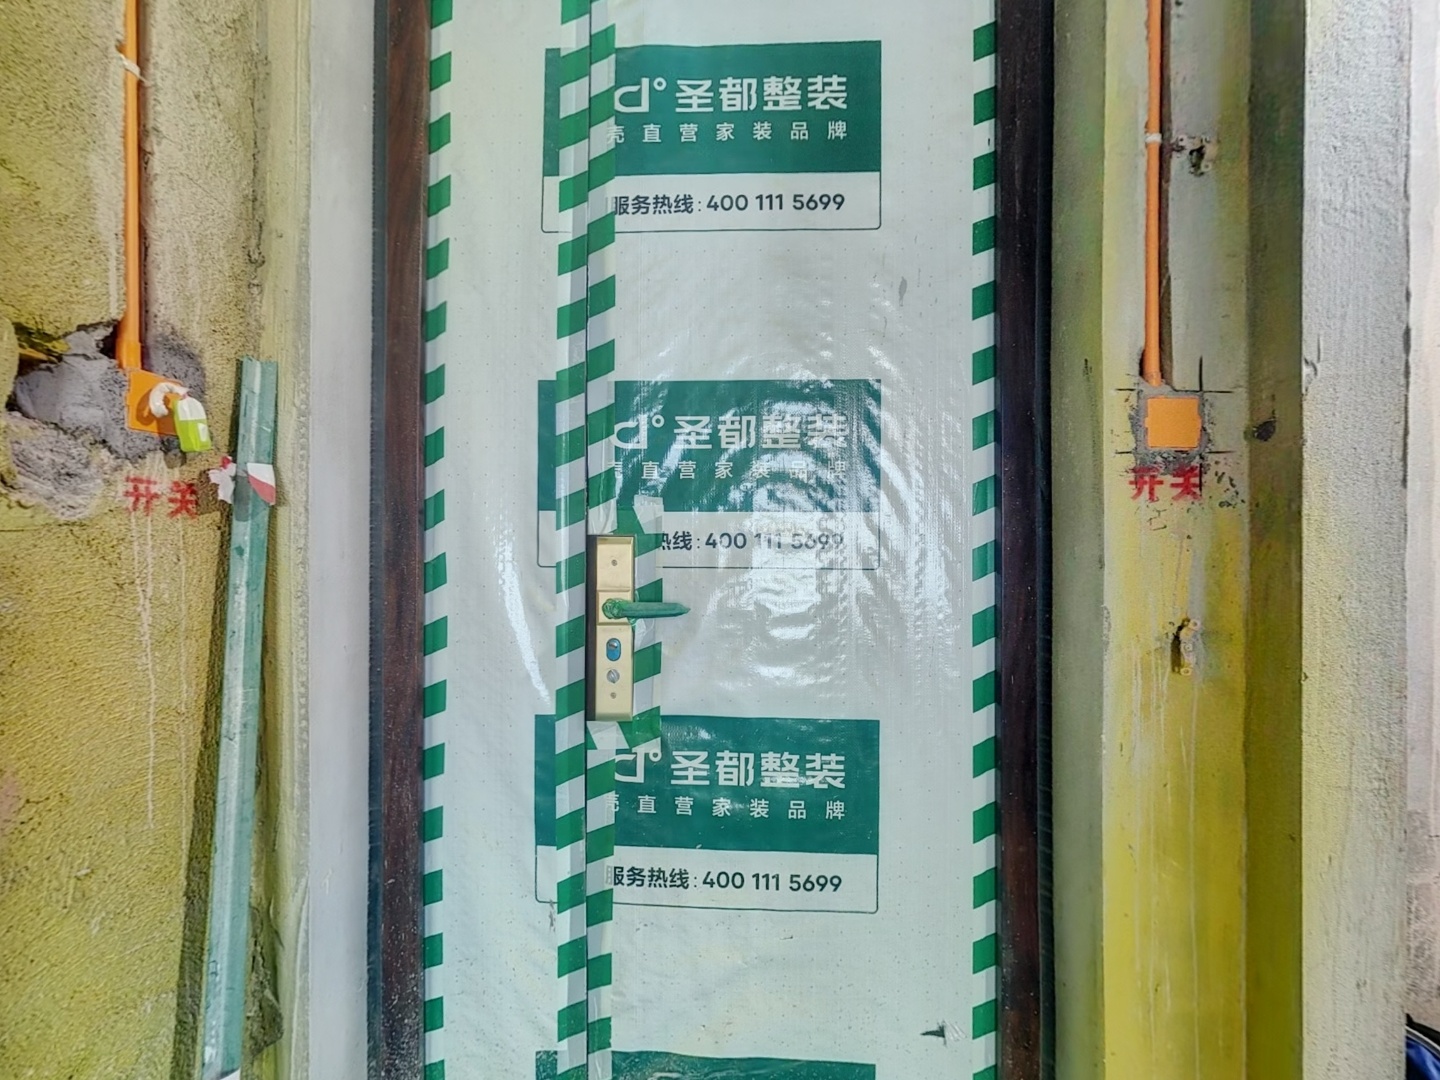 圣都整装
壳直营家装品牌
服务热线:400 111 5699
圣都整装
直营家装品牌
热线:400 111 5699
开关
开关
圣都整装
壳直营家装品牌
服务热线:400 111 5699